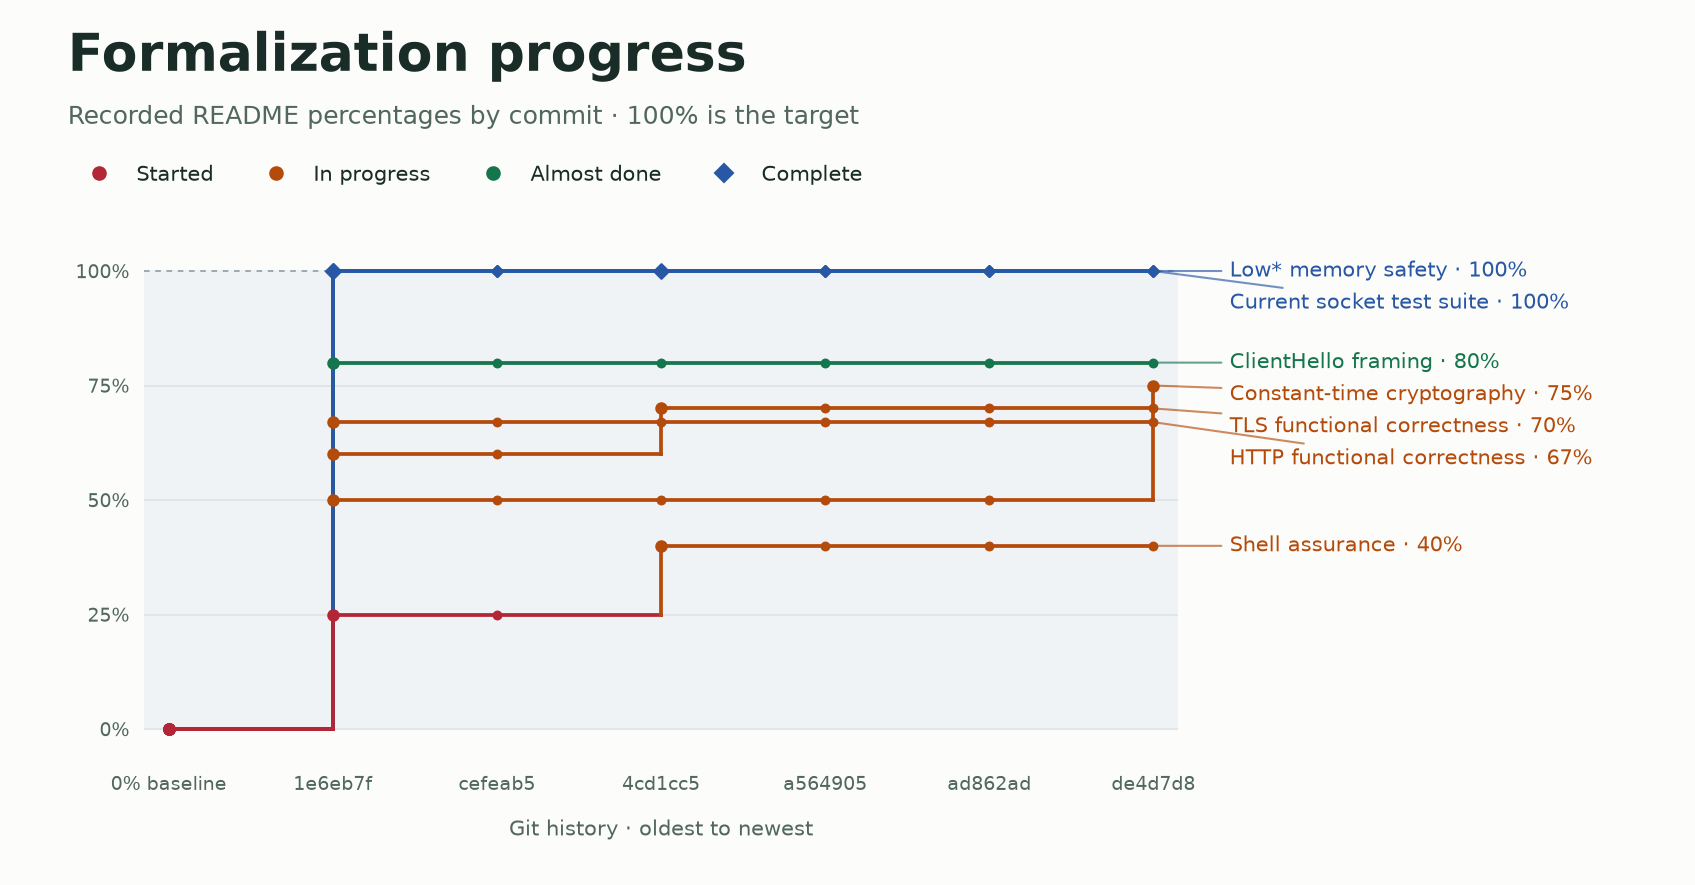 Formalization progress
Recorded README percentages by commit · 100% is the target
Started In progress Almost done Complete
100%
75%
50%
25%
0%
Low* memory safety · 100%
Current socket test suite · 100%
ClientHello framing · 80%
Constant-time cryptography · 75%
TLS functional correctness · 70%
HTTP functional correctness · 67%
Shell assurance · 40%
0% baseline 1e6eb7f cefeab5 4cd1cc5 a564905 ad862ad de4d7d8
Git history · oldest to newest